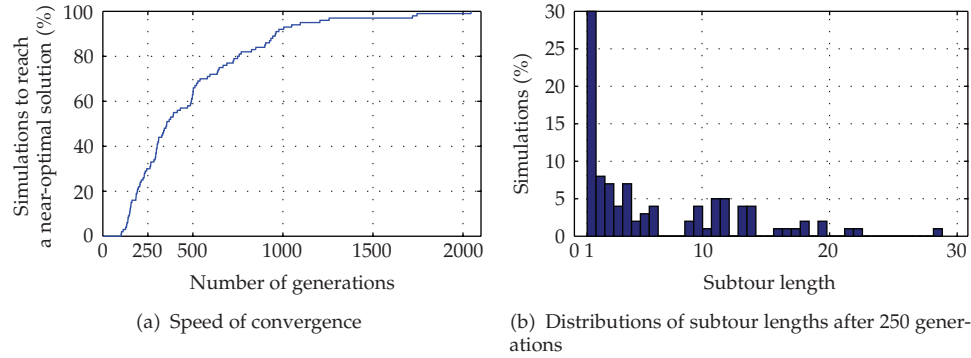 100
80
60
40
20
0
Simulations to reach
a near-optimal solution (%)
0 250 500 1000 1500 2000
Number of generations
(a) Speed of convergence
30
25
20
15
10
5
0
Simulations (%)
0 1 10 20 30
Subtour length
(b) Distributions of subtour lengths after 250 gener-
ations